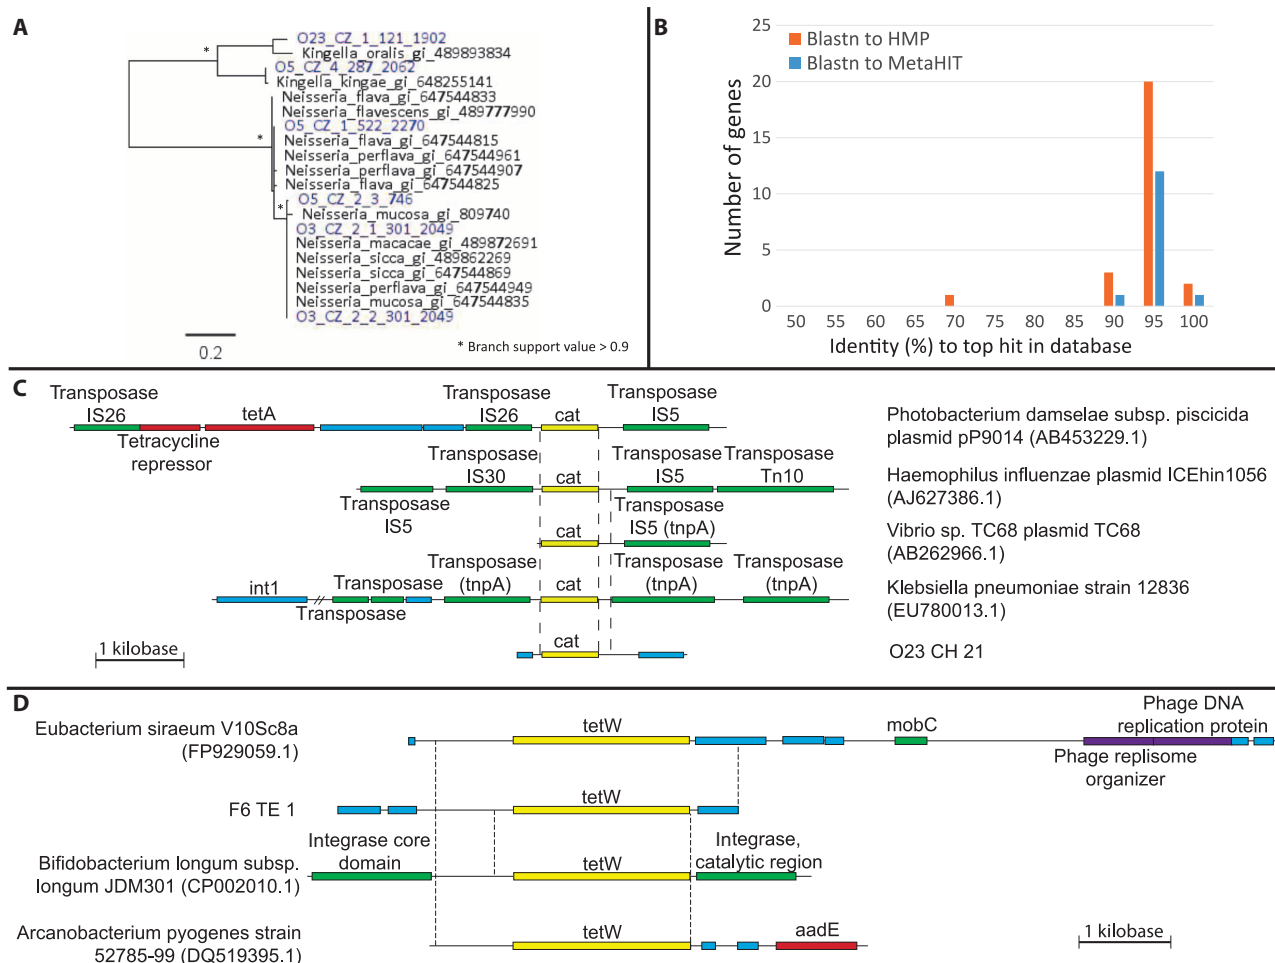 A
O23_CZ_1_121_1902
Kingella_oralis_gi_489893834
O5_CZ_4_287_2062
Kingella_kingae_gi_648255141
Neisseria_flava_gi_647544833
Neisseria_flavescens_gi_489777990
O5_CZ_1_522_2270
Neisseria_flava_gi_647544815
Neisseria_perflava_gi_647544961
Neisseria_perflava_gi_647544907
Neisseria_flava_gi_647544825
O5_CZ_2_3_746
Neisseria_mucosa_gi_809740
O3_CZ_2_1_301_2049
Neisseria_macacae_gi_489872691
Neisseria_sicca_gi_489862269
Neisseria_sicca_gi_647544869
Neisseria_perflava_gi_647544949
Neisseria_mucosa_gi_647544835
O3_CZ_2_2_301_2049
*
*
*
0.2
* Branch support value > 0.9
B
Number of genes
25
20
15
10
5
0
Blastn to HMP
Blastn to MetaHIT
50 55 60 65 70 75 80 85 90 95 100
Identity (%) to top hit in database
C
Transposase
IS26
Tetracycline
repressor
tetA
Transposase
IS26
cat
Transposase
IS5
Photobacterium damselae subsp. piscicida
plasmid pP9014 (AB453229.1)
Transposase
IS5
Transposase
IS30
cat
Transposase
IS5
Transposase
Tn10
Haemophilus influenzae plasmid ICEhin1056
(AJ627386.1)
cat
Transposase
IS5 (tnpA)
Vibrio sp. TC68 plasmid TC68
(AB262966.1)
int1
//
Transposase
Transposase
Transposase
(tnpA)
cat
Transposase
(tnpA)
Transposase
(tnpA)
Klebsiella pneumoniae strain 12836
(EU780013.1)
1 kilobase
cat
O23 CH 21
D
Eubacterium siraeum V10Sc8a
(FP929059.1)
tetW
mobC
Phage replisome
organizer
Phage DNA
replication protein
F6 TE 1
tetW
Bifidobacterium longum subsp.
longum JDM301 (CP002010.1)
Integrase core
domain
tetW
Integrase,
catalytic region
Arcanobacterium pyogenes strain
52785-99 (DQ519395.1)
tetW
aadE
1 kilobase